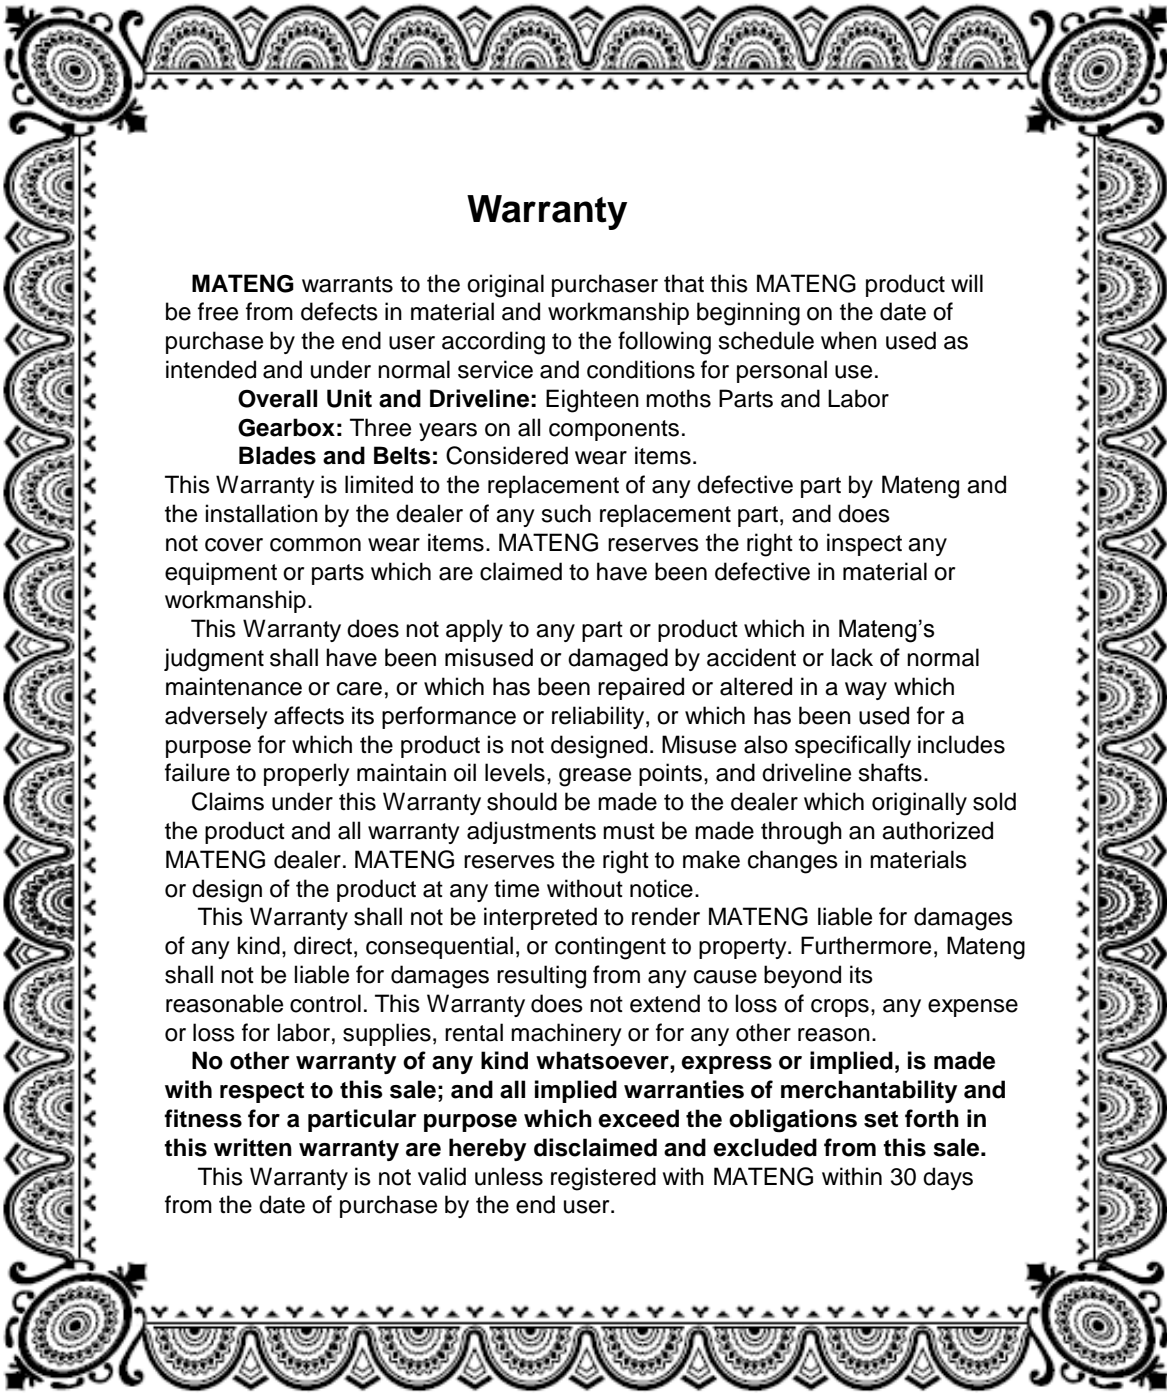 Warranty
MATENG warrants to the original purchaser that this MATENG product will
be free from defects in material and workmanship beginning on the date of
purchase by the end user according to the following schedule when used as
intended and under normal service and conditions for personal use.
Overall Unit and Driveline: Eighteen moths Parts and Labor
Gearbox: Three years on all components.
Blades and Belts: Considered wear items.
This Warranty is limited to the replacement of any defective part by Mateng and
the installation by the dealer of any such replacement part, and does
not cover common wear items. MATENG reserves the right to inspect any
equipment or parts which are claimed to have been defective in material or
workmanship.
This Warranty does not apply to any part or product which in Mateng’s
judgment shall have been misused or damaged by accident or lack of normal
maintenance or care, or which has been repaired or altered in a way which
adversely affects its performance or reliability, or which has been used for a
purpose for which the product is not designed. Misuse also specifically includes
failure to properly maintain oil levels, grease points, and driveline shafts.
Claims under this Warranty should be made to the dealer which originally sold
the product and all warranty adjustments must be made through an authorized
MATENG dealer. MATENG reserves the right to make changes in materials
or design of the product at any time without notice.
This Warranty shall not be interpreted to render MATENG liable for damages
of any kind, direct, consequential, or contingent to property. Furthermore, Mateng
shall not be liable for damages resulting from any cause beyond its
reasonable control. This Warranty does not extend to loss of crops, any expense
or loss for labor, supplies, rental machinery or for any other reason.
No other warranty of any kind whatsoever, express or implied, is made
with respect to this sale; and all implied warranties of merchantability and
fitness for a particular purpose which exceed the obligations set forth in
this written warranty are hereby disclaimed and excluded from this sale.
This Warranty is not valid unless registered with MATENG within 30 days
from the date of purchase by the end user.